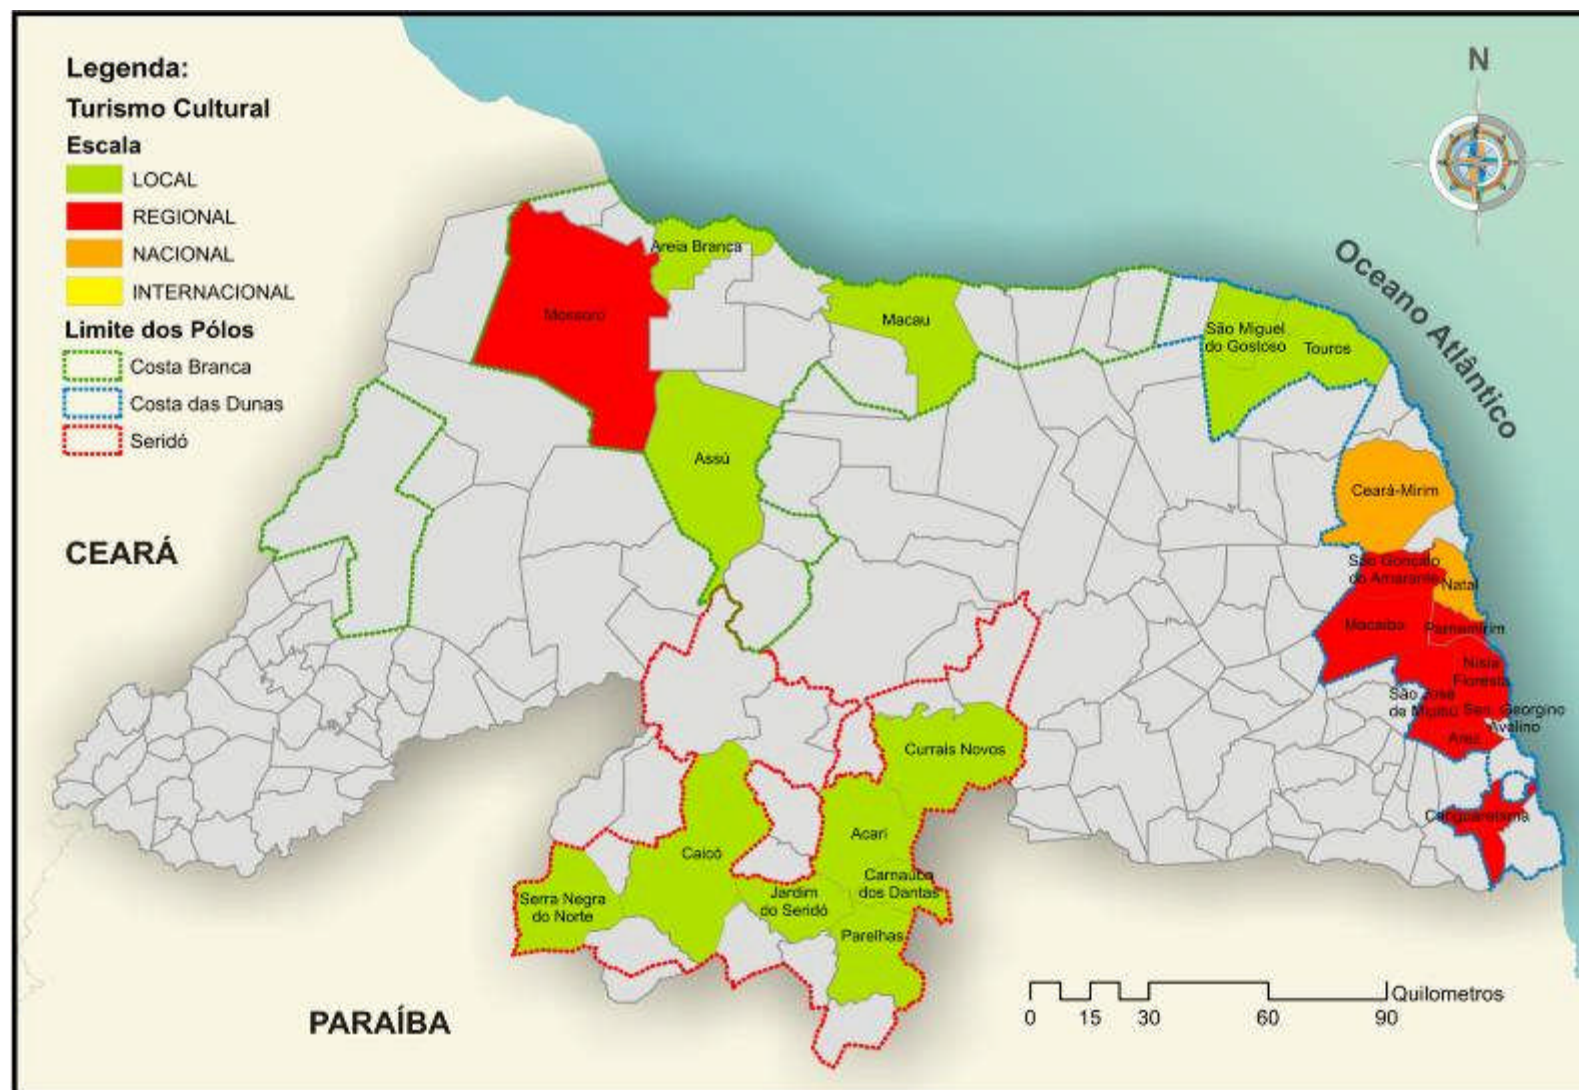 Legenda:
Turismo Cultural
Escala
LOCAL
REGIONAL
NACIONAL
INTERNACIONAL
Limite dos Pólos
Costa Branca
Costa das Dunas
Seridó
N
Oceano Atlântico
CEARÁ
PARAÍBA
Mossoró
Areia Branca
Macau
São Miguel
do Gostoso
Touros
Assú
Ceará-Mirim
São Gonçalo
do Amarante
Natal
Macaíba
Parnamirim
Nísia
Floresta
São José
de Mipibú
Sen. Georgino
Avelino
Arez
Canguaretama
Currais Novos
Acari
Caicó
Carnaúba
dos Dantas
Serra Negra
do Norte
Jardim
do Seridó
Parelhas
Quilometros
0 15 30 60 90